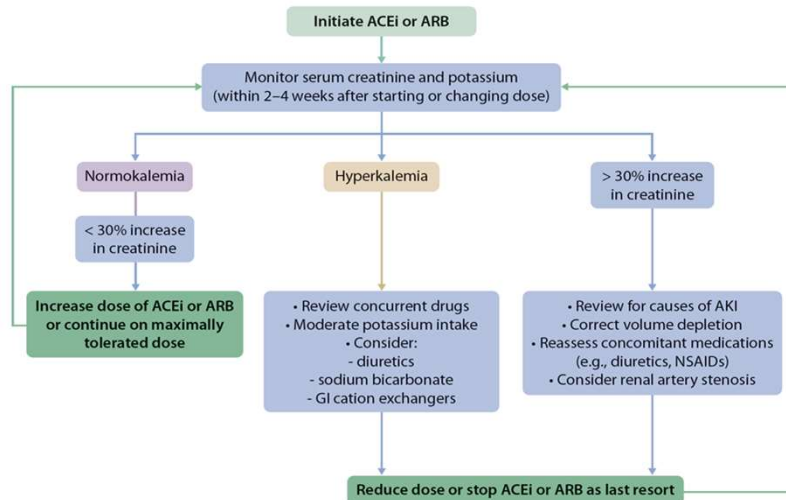 Initiate ACEi or ARB
Monitor serum creatinine and potassium
(within 2–4 weeks after starting or changing dose)
Normokalemia
Hyperkalemia
> 30% increase
in creatinine
< 30% increase
in creatinine
Increase dose of ACEi or ARB
or continue on maximally
tolerated dose
• Review concurrent drugs
• Moderate potassium intake
• Consider:
- diuretics
- sodium bicarbonate
- GI cation exchangers
• Review for causes of AKI
• Correct volume depletion
• Reassess concomitant medications
(e.g., diuretics, NSAIDs)
• Consider renal artery stenosis
Reduce dose or stop ACEi or ARB as last resort